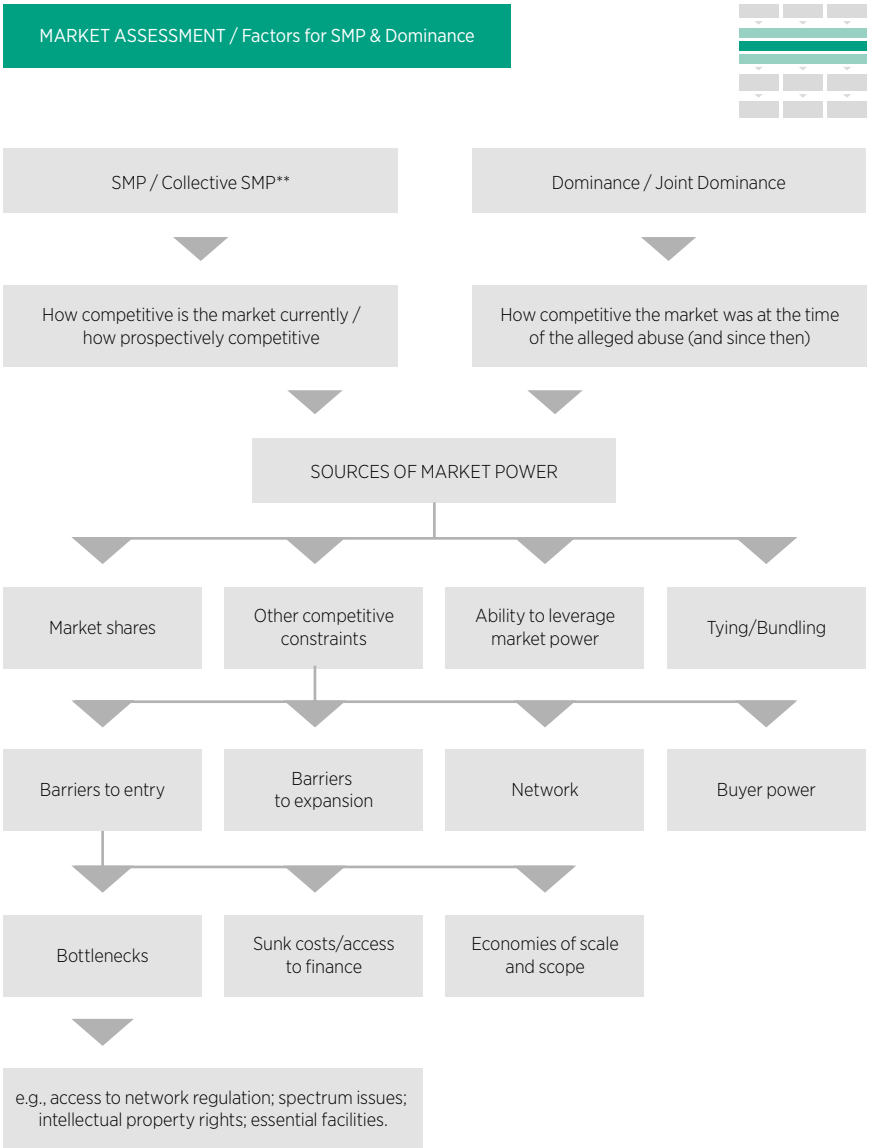 MARKET ASSESSMENT / Factors for SMP & Dominance
SMP / Collective SMP**
Dominance / Joint Dominance
How competitive is the market currently /
how prospectively competitive
How competitive the market was at the time
of the alleged abuse (and since then)
SOURCES OF MARKET POWER
Market shares
Other competitive
constraints
Ability to leverage
market power
Tying/Bundling
Barriers to entry
Barriers
to expansion
Network
Buyer power
Bottlenecks
Sunk costs/access
to finance
Economies of scale
and scope
e.g., access to network regulation; spectrum issues;
intellectual property rights; essential facilities.